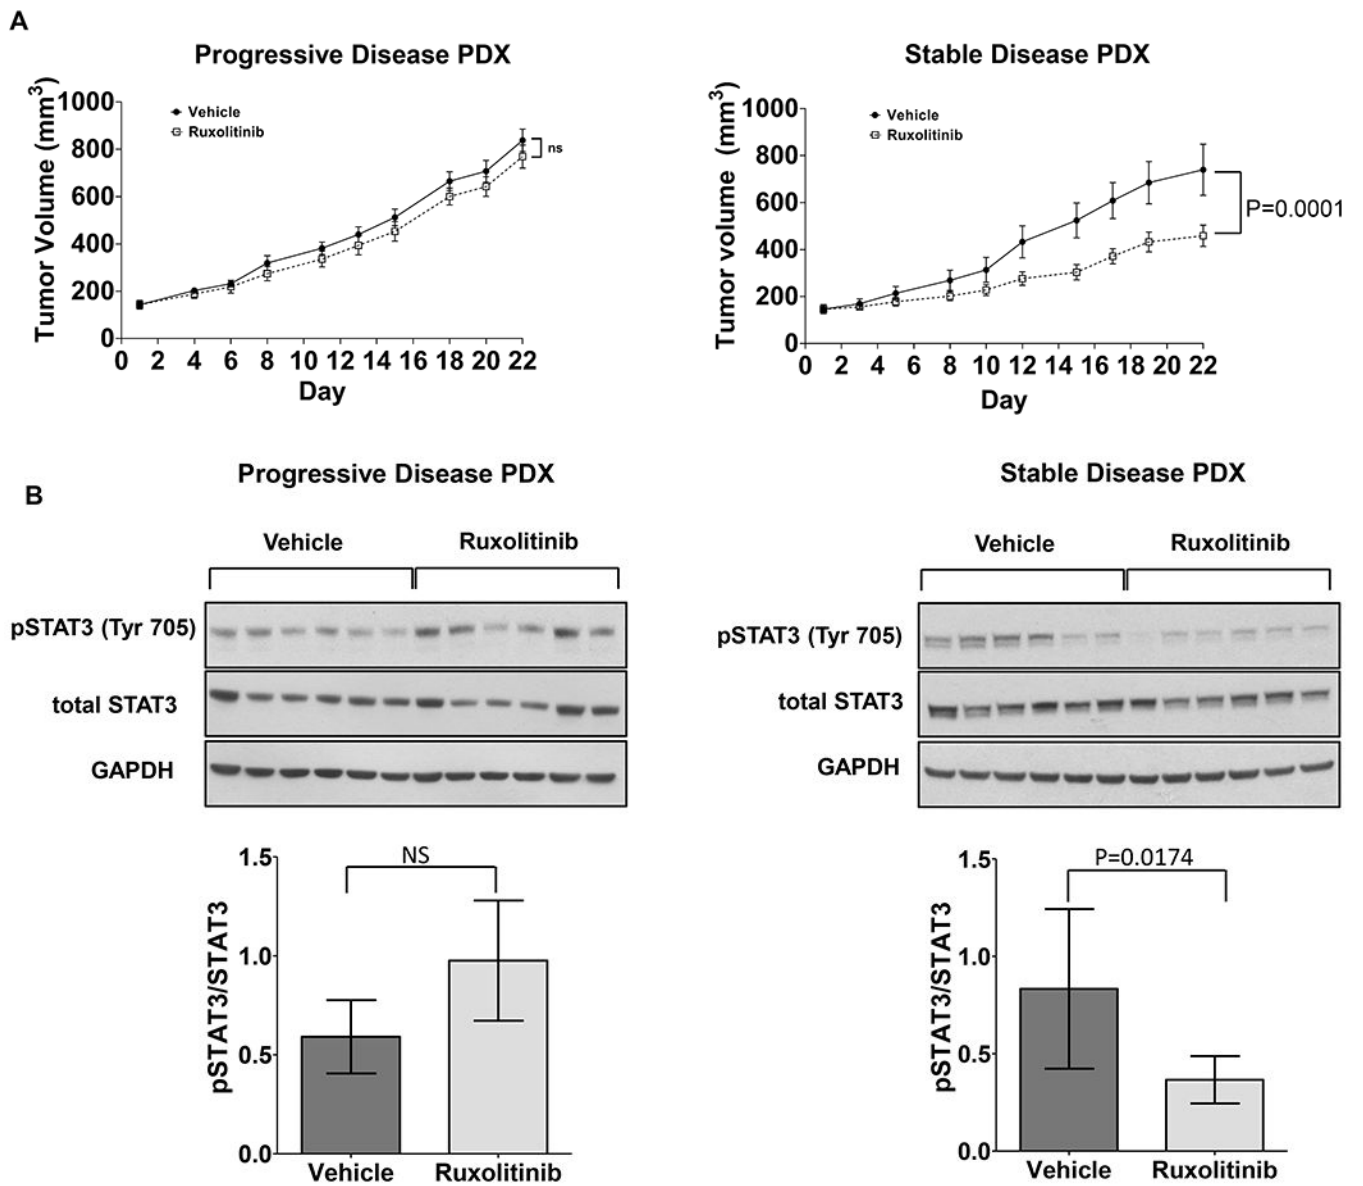 A
Progressive Disease PDX
Tumor Volume (mm³)
1000
800
600
400
200
0
Vehicle
Ruxolitinib
ns
0 2 4 6 8 10 12 14 16 18 20 22
Day
Stable Disease PDX
Tumor volume (mm³)
1000
800
600
400
200
0
Vehicle
Ruxolitinib
P=0.0001
0 2 4 6 8 10 12 14 16 18 20 22
Day
B
Progressive Disease PDX
Vehicle Ruxolitinib
pSTAT3 (Tyr 705)
total STAT3
GAPDH
pSTAT3/STAT3
1.5
1.0
0.5
0.0
NS
Vehicle Ruxolitinib
Stable Disease PDX
Vehicle Ruxolitinib
pSTAT3 (Tyr 705)
total STAT3
GAPDH
pSTAT3/STAT3
1.5
1.0
0.5
0.0
P=0.0174
Vehicle Ruxolitinib